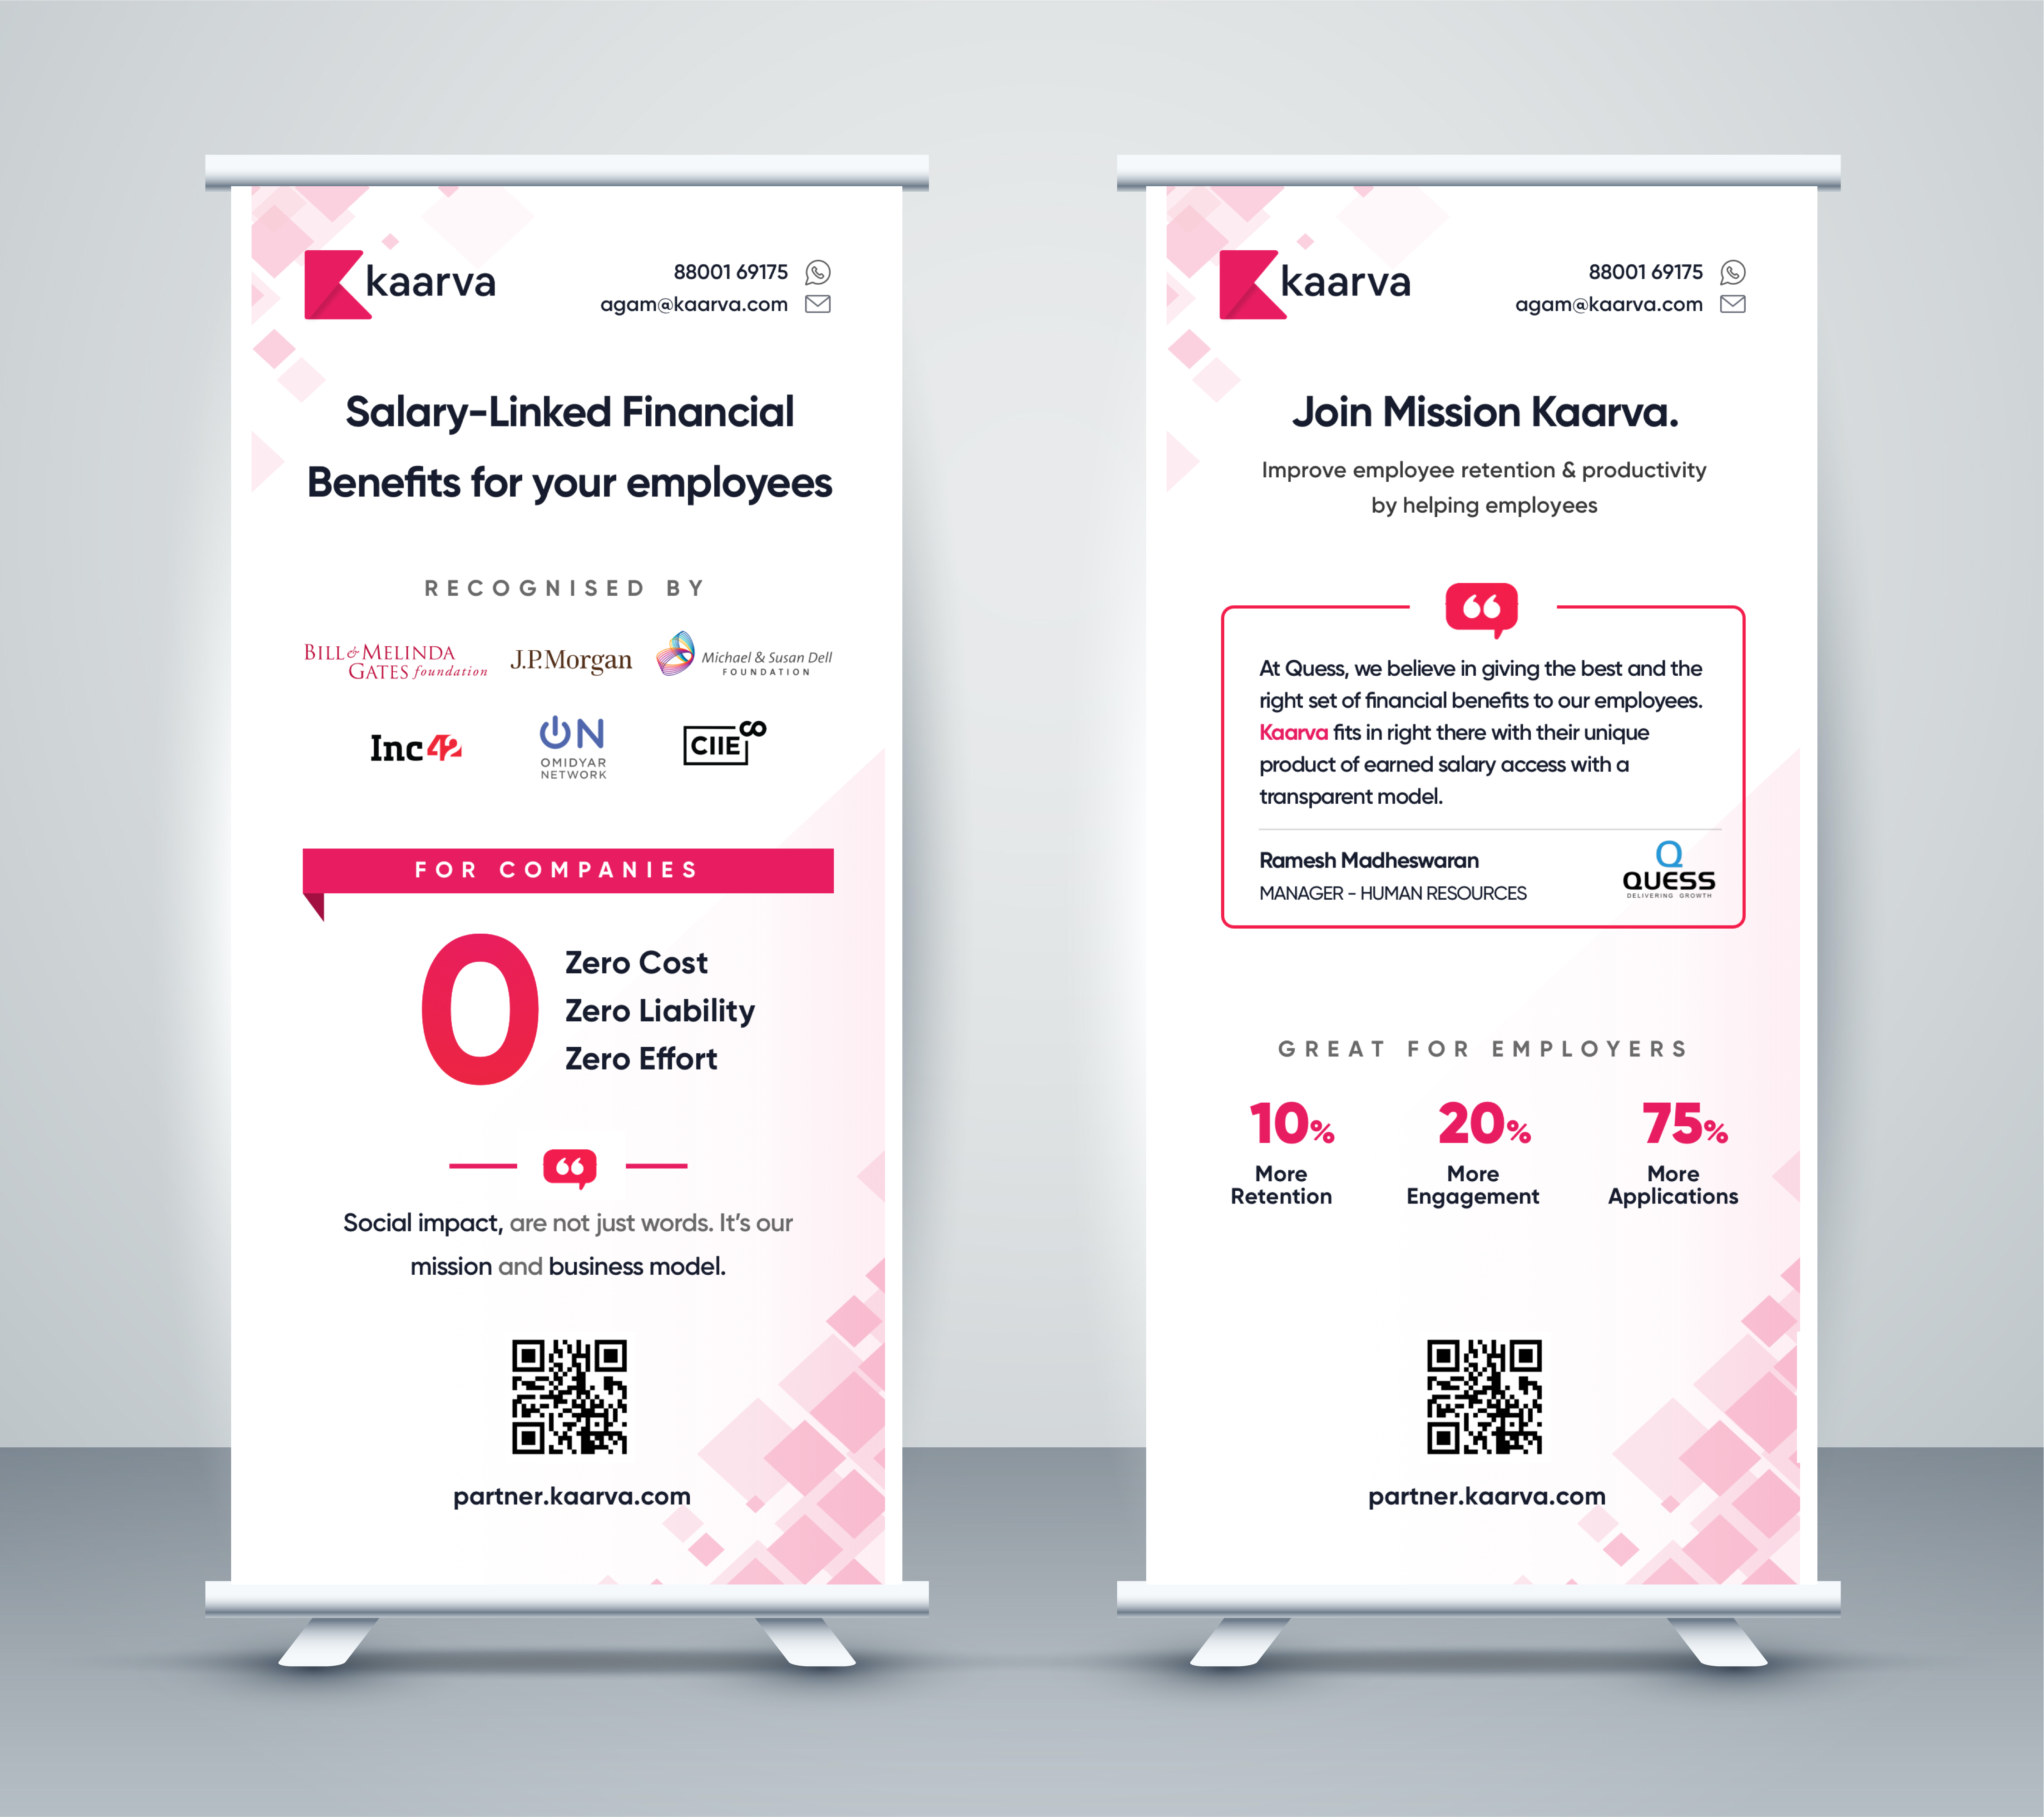 kaarva
88001 69175
agam@kaarva.com
Salary-Linked Financial
Benefits for your employees
RECOGNISED BY
BILL & MELINDA
GATES foundation
J.P.Morgan
Michael & Susan Dell
FOUNDATION
Inc42
ON
OMIDYAR
NETWORK
CIIE
FOR COMPANIES
0
Zero Cost
Zero Liability
Zero Effort
Social impact, are not just words. It's our
mission and business model.
partner.kaarva.com
kaarva
88001 69175
agam@kaarva.com
Join Mission Kaarva.
Improve employee retention & productivity
by helping employees
At Quess, we believe in giving the best and the
right set of financial benefits to our employees.
Kaarva fits in right there with their unique
product of earned salary access with a
transparent model.
Ramesh Madheswaran
MANAGER - HUMAN RESOURCES
Q
QUESS
DELIVERING GROWTH
GREAT FOR EMPLOYERS
10% 20% 75%
More More More
Retention Engagement Applications
partner.kaarva.com